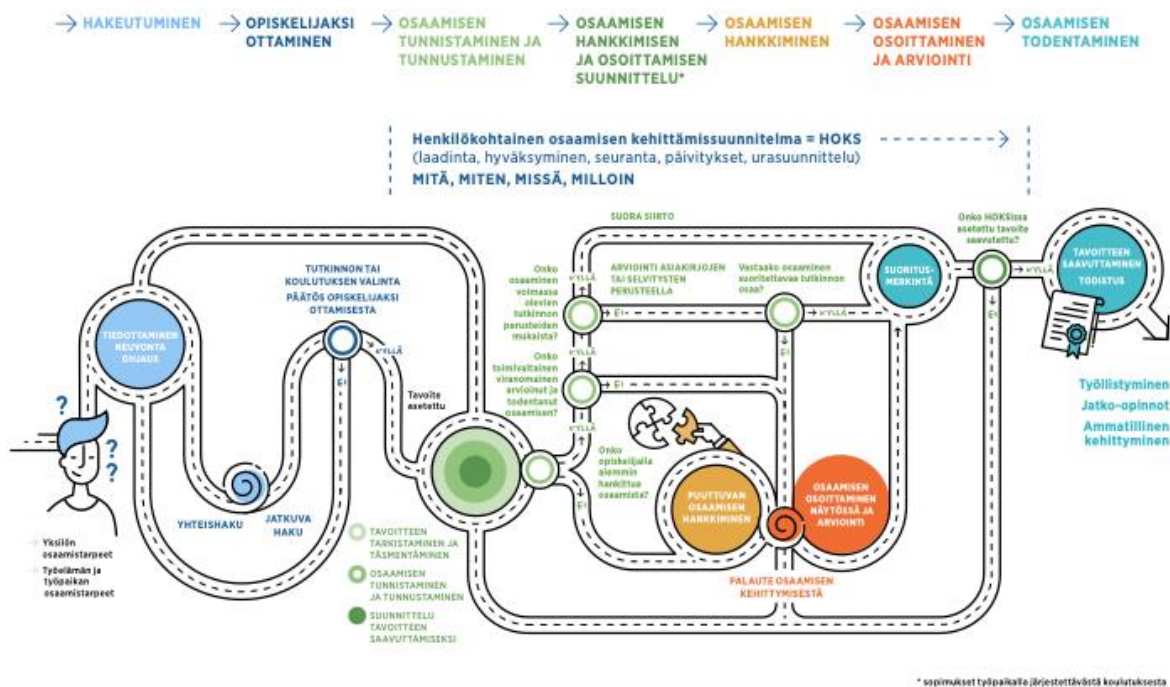 HAKEUTUMINEN
OPISKELIJAKSI
OTTAMINEN
OSAAMISEN
TUNNISTAMINEN JA
TUNNUSTAMINEN
OSAAMISEN
HANKKIMISEN
JA OSOITTAMISEN
SUUNNITTELU*
OSAAMISEN
HANKKIMINEN
OSAAMISEN
OSOITTAMINEN
JA ARVIOINTI
OSAAMISEN
TODENTAMINEN
Henkilökohtainen osaamisen kehittämissuunnitelma = HOKS
(laadinta, hyväksyminen, seuranta, päivitykset, urasuunnittelu)
MITÄ, MITEN, MISSÄ, MILLOIN
TIEDOTTAMINEN
NEUVONTA
OHJAUS
?
?
?
Yksilön
osaamistarpeet
Työelämän ja
työpaikan
osaamistarpeet
YHTEISHAKU
JATKUVA
HAKU
TUTKINNON TAI
KOULUTUKSEN VALINTA
PÄÄTÖS OPISKELIJAKSI
OTTAMISESTA
KYLLÄ
EI
Tavoite
asetettu
TAVOITTEEN
TARKISTAMINEN JA
TÄSMENTÄMINEN
OSAAMISEN
TUNNISTAMINEN
JA TUNNUSTAMINEN
SUUNNITTELU
TAVOITTEEN
SAAVUTTAMISEKSI
Onko
opiskelijalla
aiemmin
hankittua
osaamista?
KYLLÄ
EI
Onko
toimivaltainen
viranomainen
arvioinut ja
todentanut
osaamisen?
KYLLÄ
EI
Onko
osaaminen
voimassa
olevien
tutkinnon
perusteiden
mukaista?
KYLLÄ
EI
SUORA SIIRTO
ARVIOINTI ASIAKIRJOJEN
TAI SELVITYSTEN
PERUSTEELLA
Vastaako osaaminen
suoritettavaa tutkinnon
osaa?
KYLLÄ
EI
PUUTTUVAN
OSAAMISEN
HANKKIMINEN
OSAAMISEN
OSOITTAMINEN
NÄYTÖSSÄ JA
ARVIOINTI
PALAUTE OSAAMISEN
KEHITTYMISESTÄ
SUORITUS-
MERKINTÄ
Onko HOKSissa
asetettu tavoite
saavutettu?
KYLLÄ
EI
TAVOITTEEN
SAAVUTTAMINEN
TODISTUS
Työllistyminen
Jatko-opinnot
Ammatillinen
kehittyminen
* sopimukset työpaikalla järjestettävästä koulutuksesta